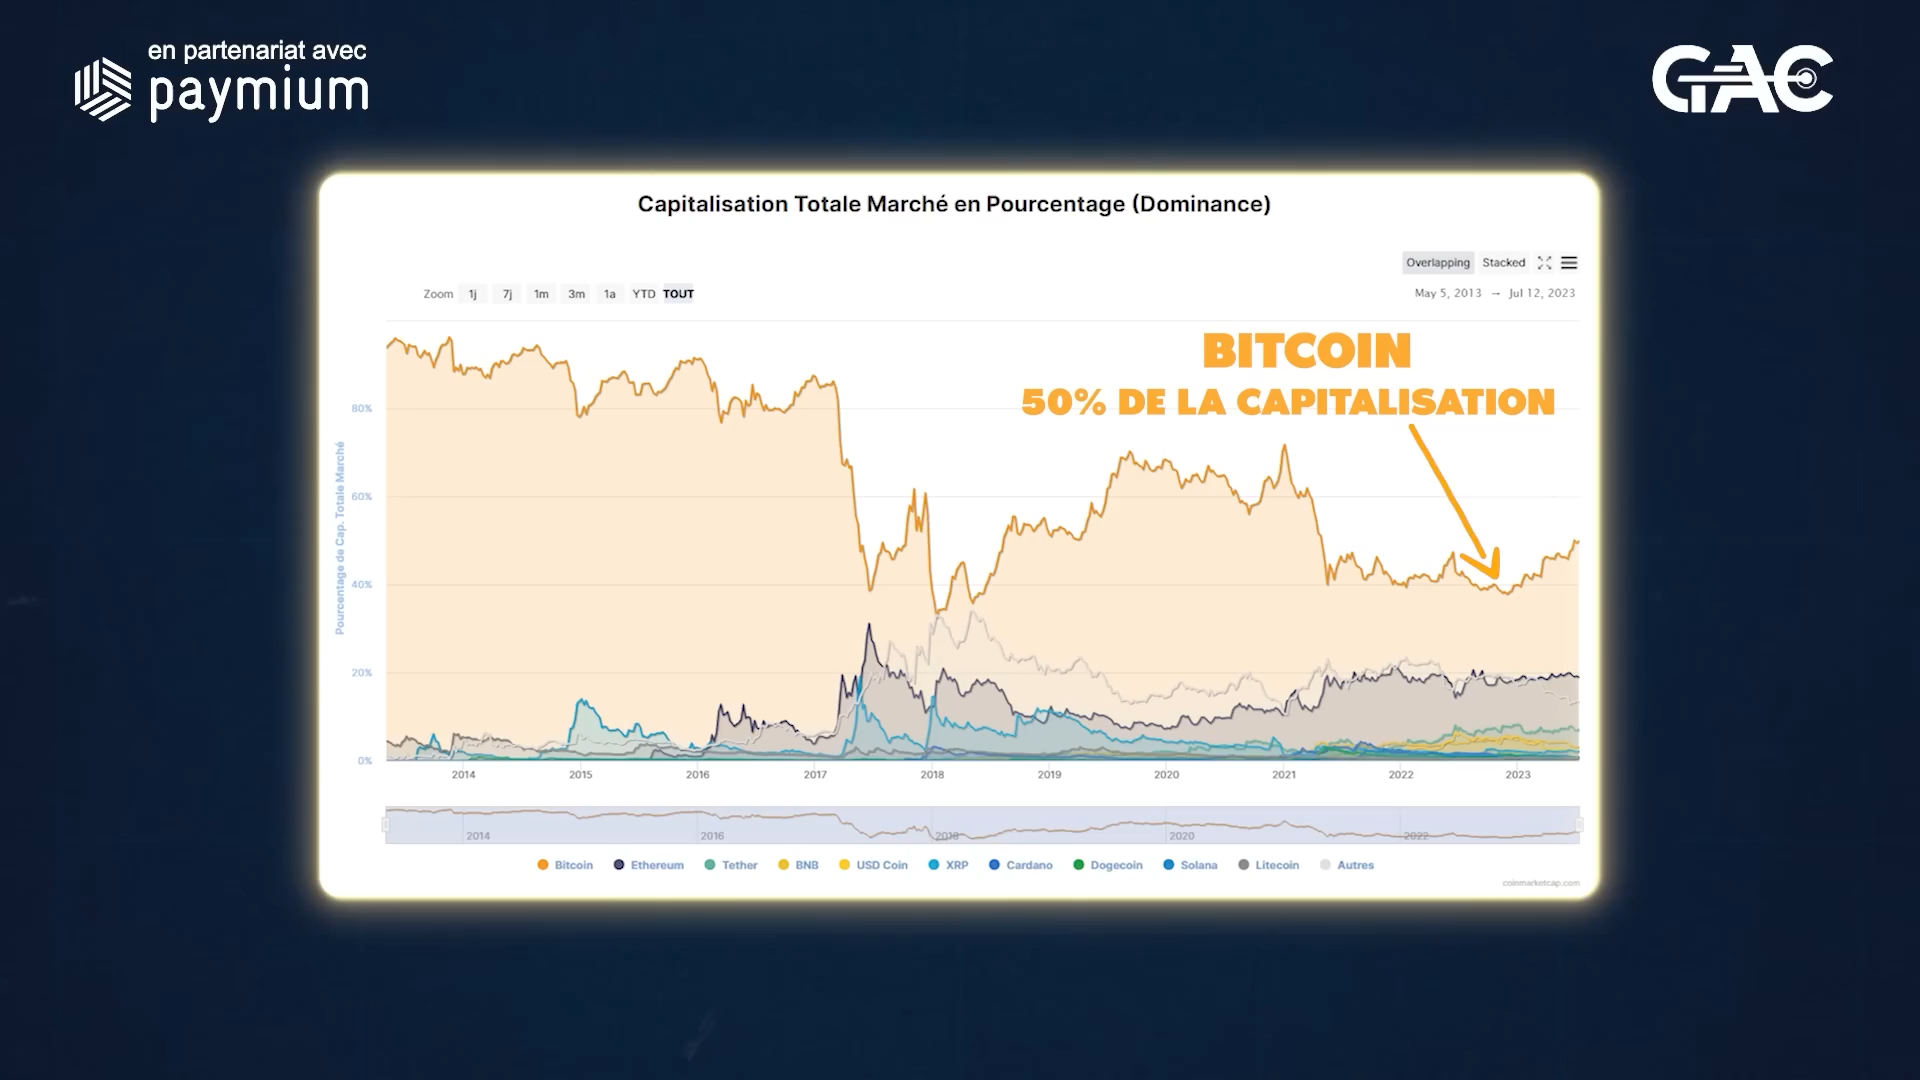 en partenariat avec
paymium
GAC
Capitalisation Totale Marché en Pourcentage (Dominance)
Overlapping Stacked
Zoom 1j 7j 1m 3m 1a YTD TOUT
May 5, 2013 → Jul 12, 2023
BITCOIN
50% DE LA CAPITALISATION
Pourcentage de Cap. Totale Marché
80%
60%
40%
20%
0%
2014 2015 2016 2017 2018 2019 2020 2021 2022 2023
2014 2016 2018 2020 2022
Bitcoin Ethereum Tether BNB USD Coin XRP Cardano Dogecoin Solana Litecoin Autres
coinmarketcap.com